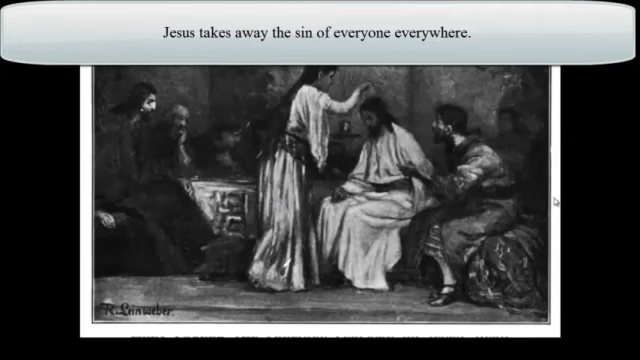 Jesus takes away the sin of everyone everywhere.
R. Leinweber.